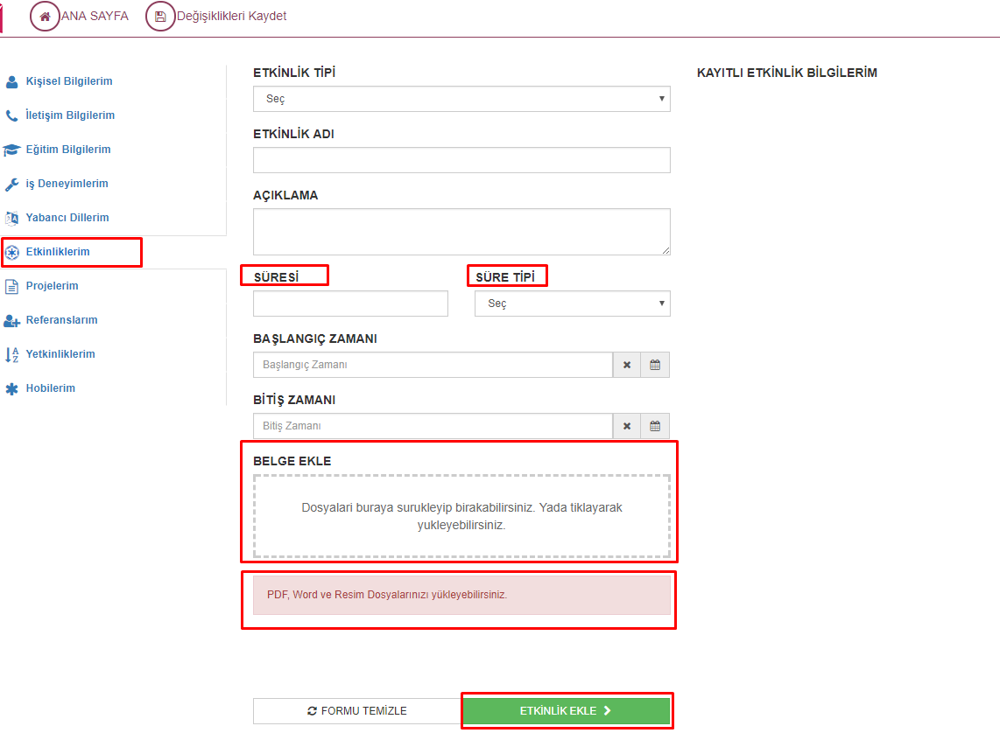 ANA SAYFA
Değişiklikleri Kaydet
Kişisel Bilgilerim
İletişim Bilgilerim
Eğitim Bilgilerim
iş Deneyimlerim
Yabancı Dillerim
Etkinliklerim
Projelerim
Referanslarım
Yetkinliklerim
Hobilerim
ETKİNLİK TİPİ
Seç
ETKİNLİK ADI
AÇIKLAMA
SÜRESİ
SÜRE TİPİ
Seç
BAŞLANGIÇ ZAMANI
Başlangıç Zamanı
BİTİŞ ZAMANI
Bitiş Zamanı
BELGE EKLE
Dosyalari buraya surukleyip birakabilirsiniz. Yada tiklayarak
yukleyebilirsiniz.
PDF, Word ve Resim Dosyalarınızı yükleyebilirsiniz.
FORMU TEMİZLE
ETKİNLİK EKLE
KAYITLI ETKİNLİK BİLGİLERİM